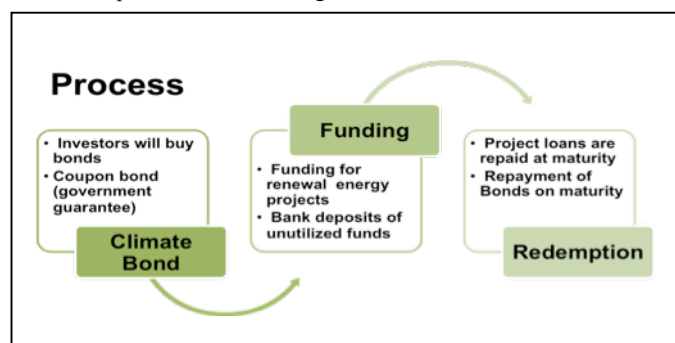 Process
• Investors will buy
bonds
• Coupon bond
(government
guarantee)
Climate
Bond
Funding
• Funding for
renewal energy
projects
• Bank deposits of
unutilized funds
• Project loans are
repaid at maturity
• Repayment of
Bonds on maturity
Redemption